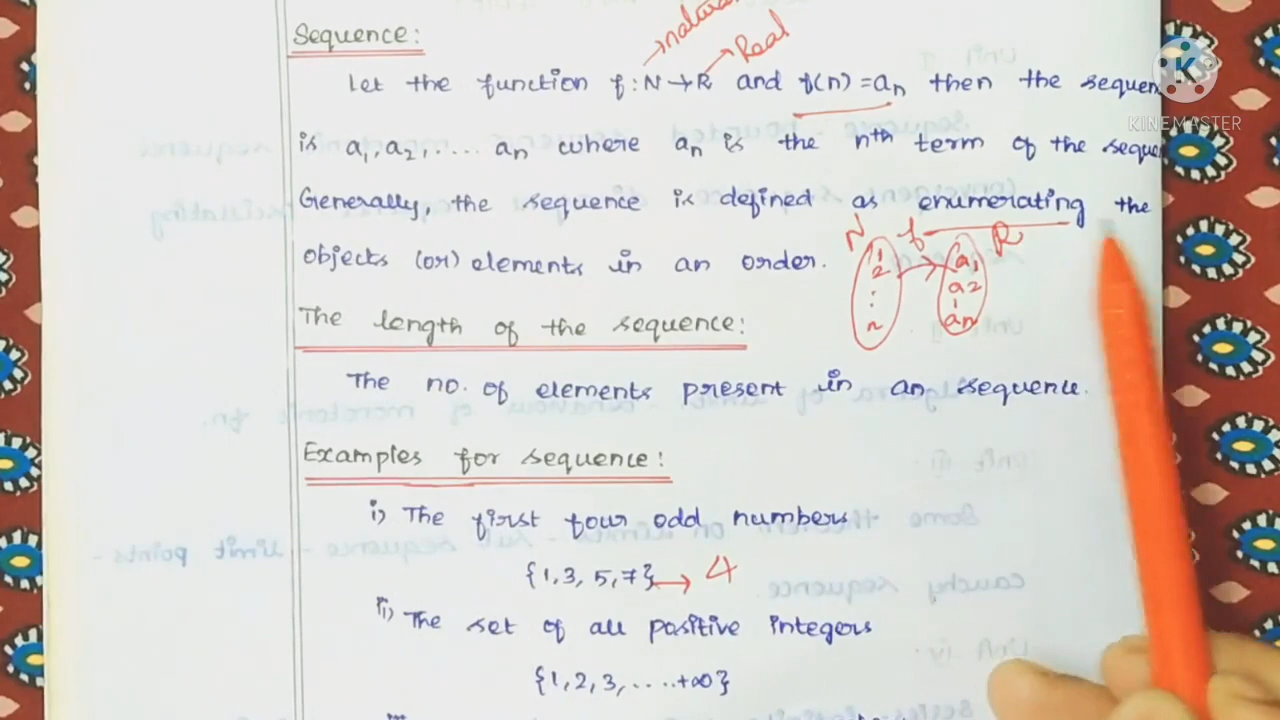 natural
Real
Sequence:
Let the function f:N→R and f(n)=an then the sequen
is a1,a2,.... an where an is the nth term of the seque
Generally, the sequence is defined as enumerating the
objects (or) elements in an order.
N f R
1 a1
2 a2
: :
n an
The length of the sequence:
The no. of elements present in an sequence.
Examples for sequence:
i) The first four odd numbers
{1,3,5,7}→ 4
ii) The set of all positive integers
{1,2,3,.....+∞}
K
KINEMASTER